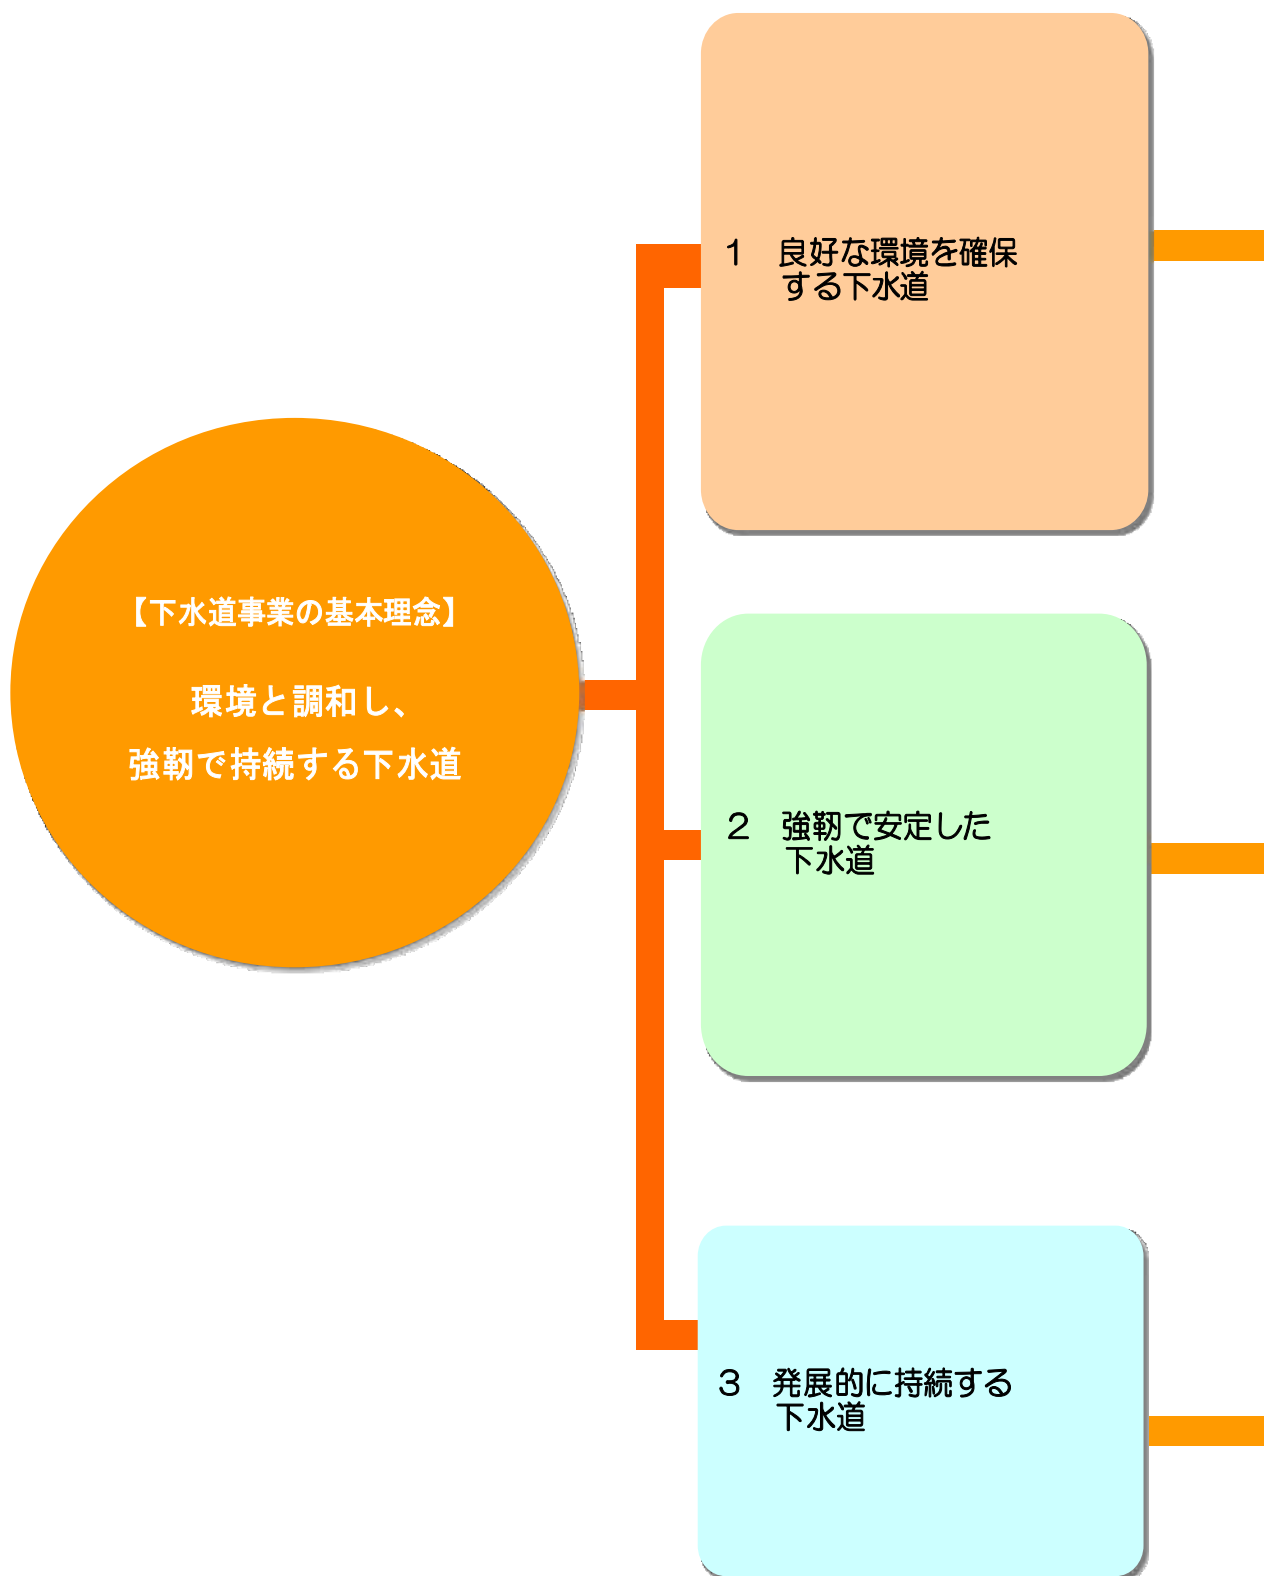 【下水道事業の基本理念】
環境と調和し、
強靭で持続する下水道
1　良好な環境を確保
する下水道
2　強靭で安定した
下水道
3　発展的に持続する
下水道